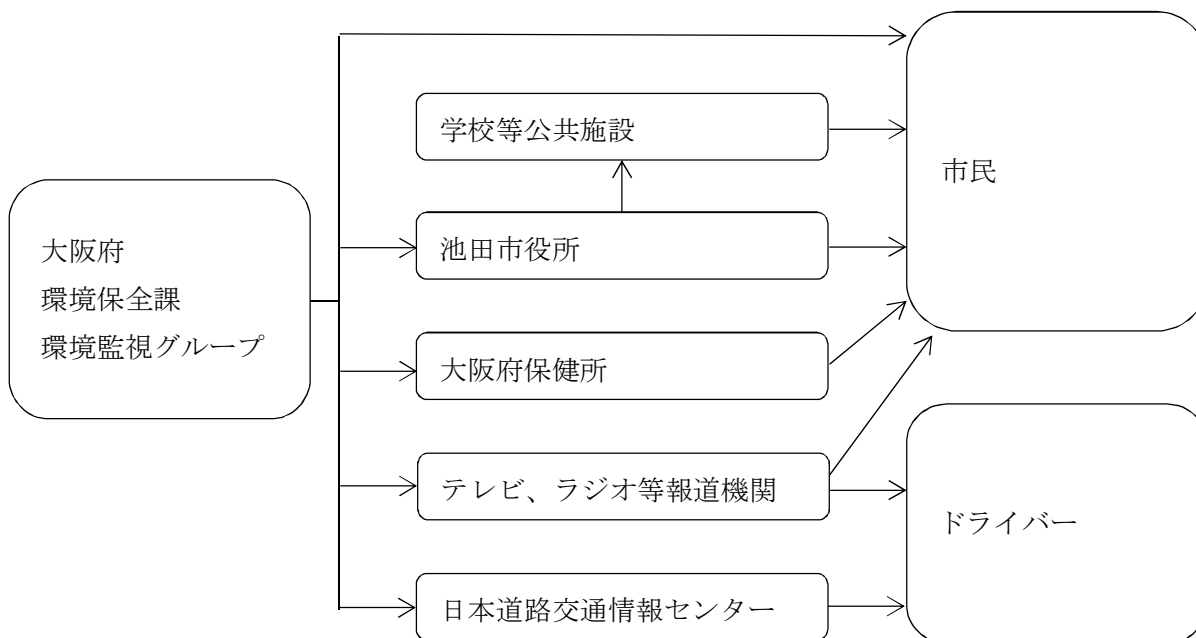 大阪府
環境保全課
環境監視グループ
学校等公共施設
池田市役所
大阪府保健所
テレビ、ラジオ等報道機関
日本道路交通情報センター
市民
ドライバー